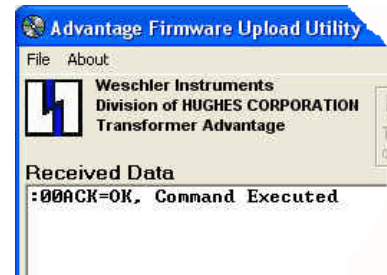 Advantage Firmware Upload Utility
File About
Weschler Instruments
Division of HUGHES CORPORATION
Transformer Advantage
Received Data
:00ACK=OK, Command Executed